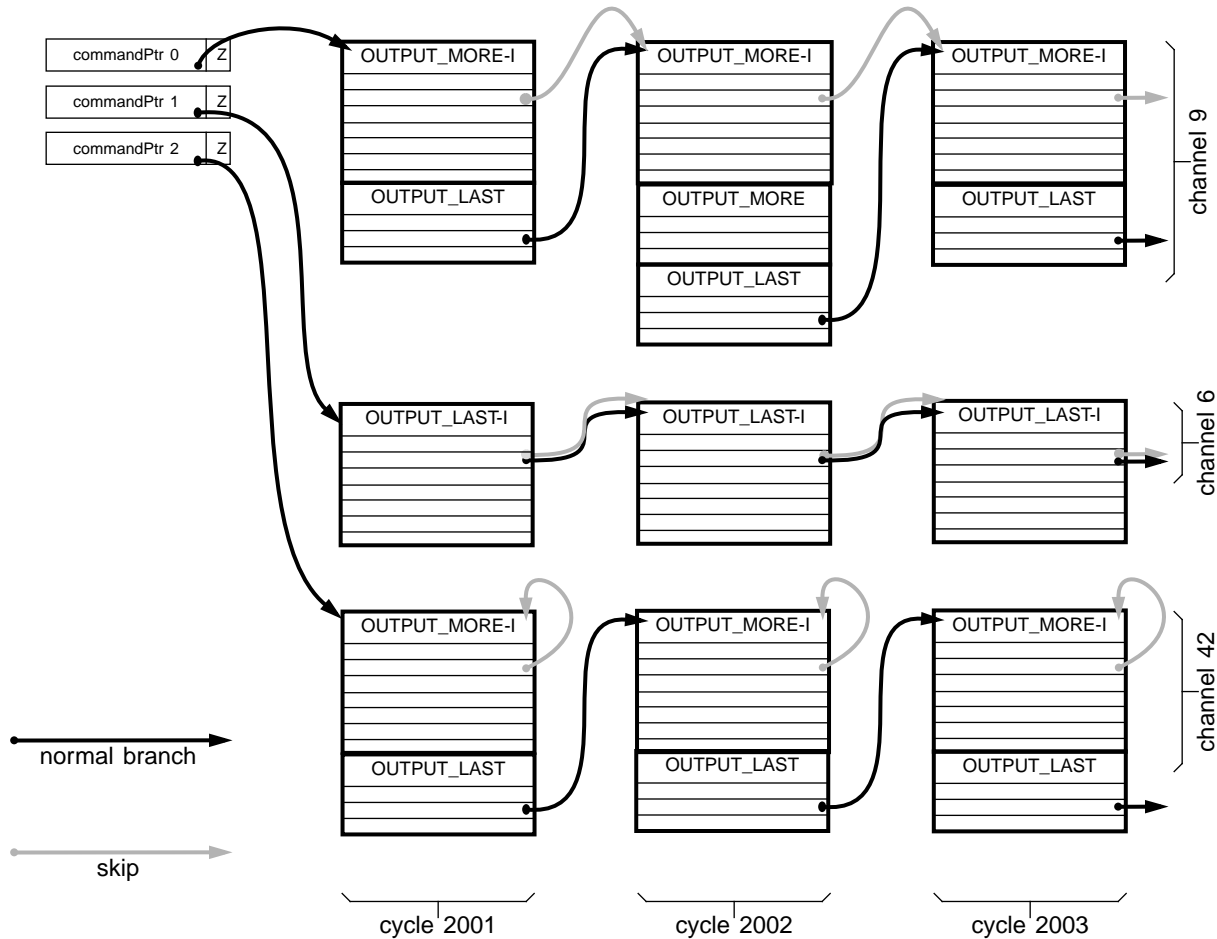 commandPtr 0 Z
commandPtr 1 Z
commandPtr 2 Z
OUTPUT_MORE-I OUTPUT_MORE-I OUTPUT_MORE-I
OUTPUT_LAST OUTPUT_MORE OUTPUT_LAST
OUTPUT_LAST
channel 9
OUTPUT_LAST-I OUTPUT_LAST-I OUTPUT_LAST-I
channel 6
OUTPUT_MORE-I OUTPUT_MORE-I OUTPUT_MORE-I
OUTPUT_LAST OUTPUT_LAST OUTPUT_LAST
channel 42
normal branch
skip
cycle 2001 cycle 2002 cycle 2003